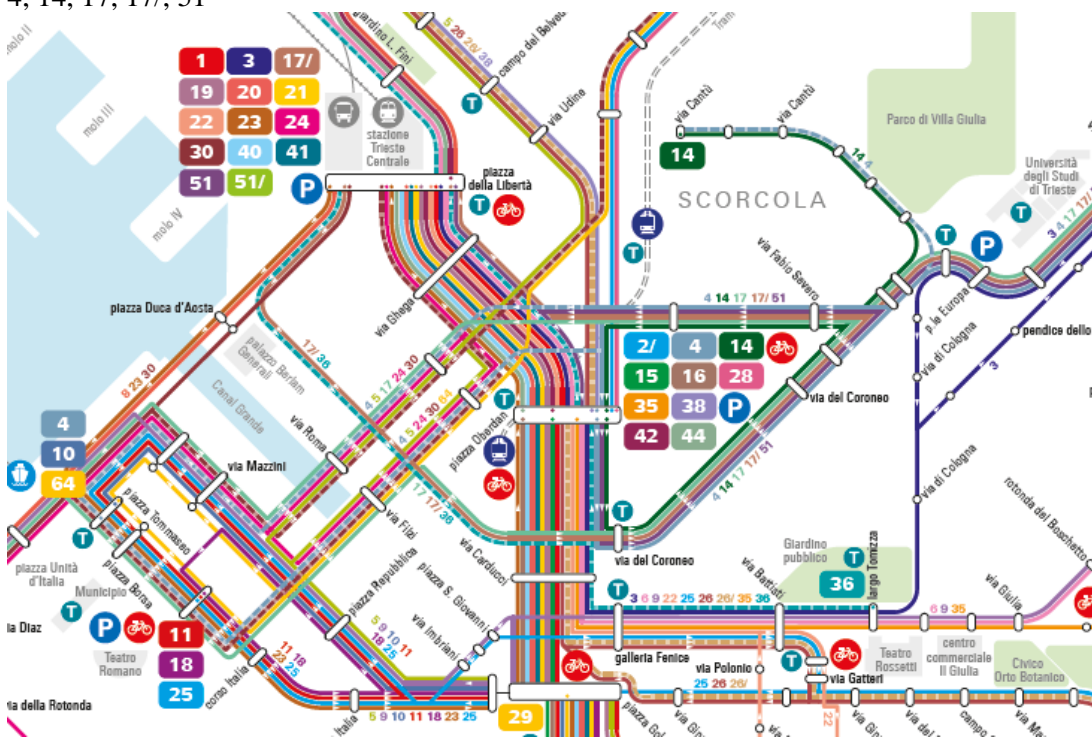 4, 14, 17, 17/, 51
molo II
giardino L. Fini
5 26 26/ 38
campo del Belvedere
1 3 17/
19 20 21
22 23 24
30 40 41
51 51/
P
molo III
molo IV
stazione
Trieste
Centrale
T
via Udine
piazza
della Libertà
T
T
via Cantù
via Cantù
14
14 4
SCORCOLA
Parco di Villa Giulia
Università
degli Studi
di Trieste
T
3 4 17 17/
T
P
p.le Europa
via Fabio Severo
piazza Duca d'Aosta
via Ghega
4 14 17 17/ 51
via di Cologna
pendice dello
3
palazzo Berlam
Generali
17/ 36
Canal Grande
8 23 30
4 5 17 24 30
4 5 24 30 64
2/ 4 14
15 16 28
35 38 P
42 44
T
piazza Oberdan
via del Coroneo
4 14 17 17/ 51
4
10
64
via Roma
via Mazzini
17 17/ 36
via Filzi
via di Cologna
rotonda del Boschetto
T
piazza Tommaseo
via Carducci
T
via del Coroneo
Giardino
pubblico
T
36
largo Tomizza
piazza Unità
d'Italia
Municipio
T
piazza Borsa
piazza Repubblica
piazza S. Giovanni
via Imbriani
T
3 6 9 22 25 26 26/ 35 36
via Battisti
via Giulia
6 9 35
P
Teatro
Romano
11
18
25
5 9 10 11
18 25
galleria Fenice
T
via Polonio
via Gatteri
Teatro
Rossetti
centro
commerciale
Il Giulia
Civico
Orto Botanico
corso Italia
11 18
23 25
25 26 26/
via della Rotonda
5 9 10 11 18 23 25
29
T
22